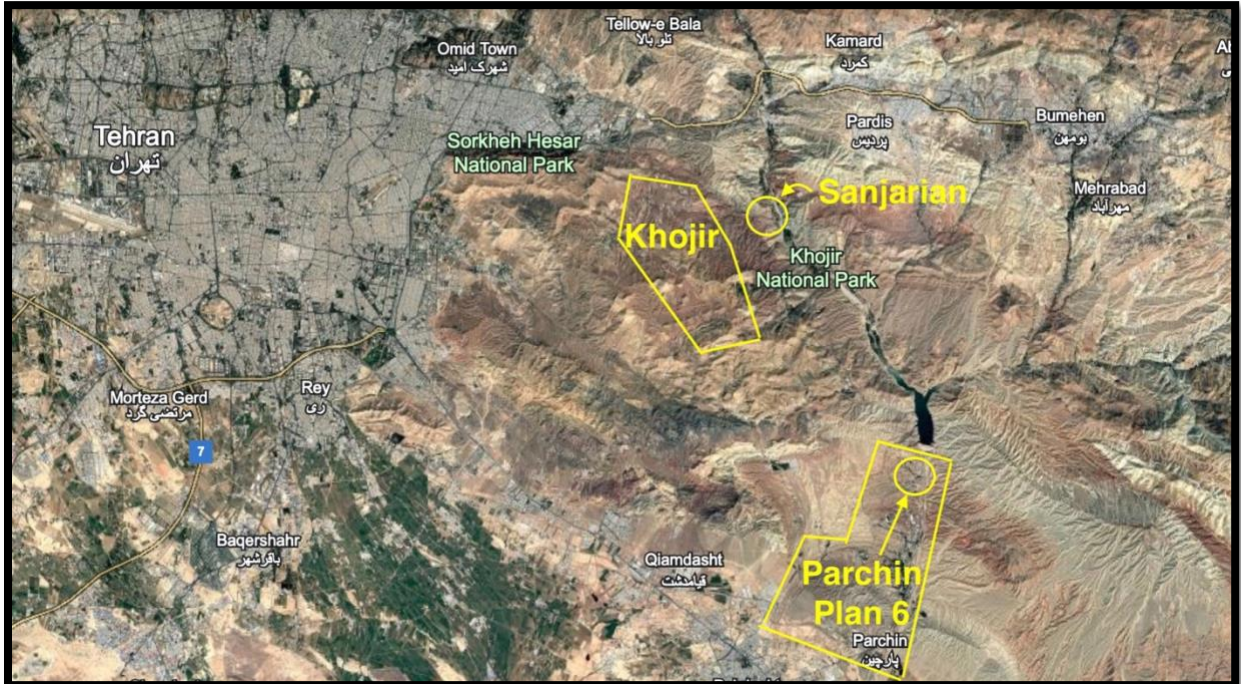 Tellow-e Bala
تلو بالا
Omid Town
شهرک امید
Kamard
کمرد
Tehran
تهران
Pardis
پردیس
Bumehen
بومهن
Sorkheh Hesar
National Park
Mehrabad
مهرآباد
Sanjarian
Khojir
Khojir
National Park
Morteza Gerd
مرتضی گرد
Rey
ری
7
Baqershahr
باقرشهر
Qiamdasht
قیامدشت
Parchin
Plan 6
Parchin
پارچین